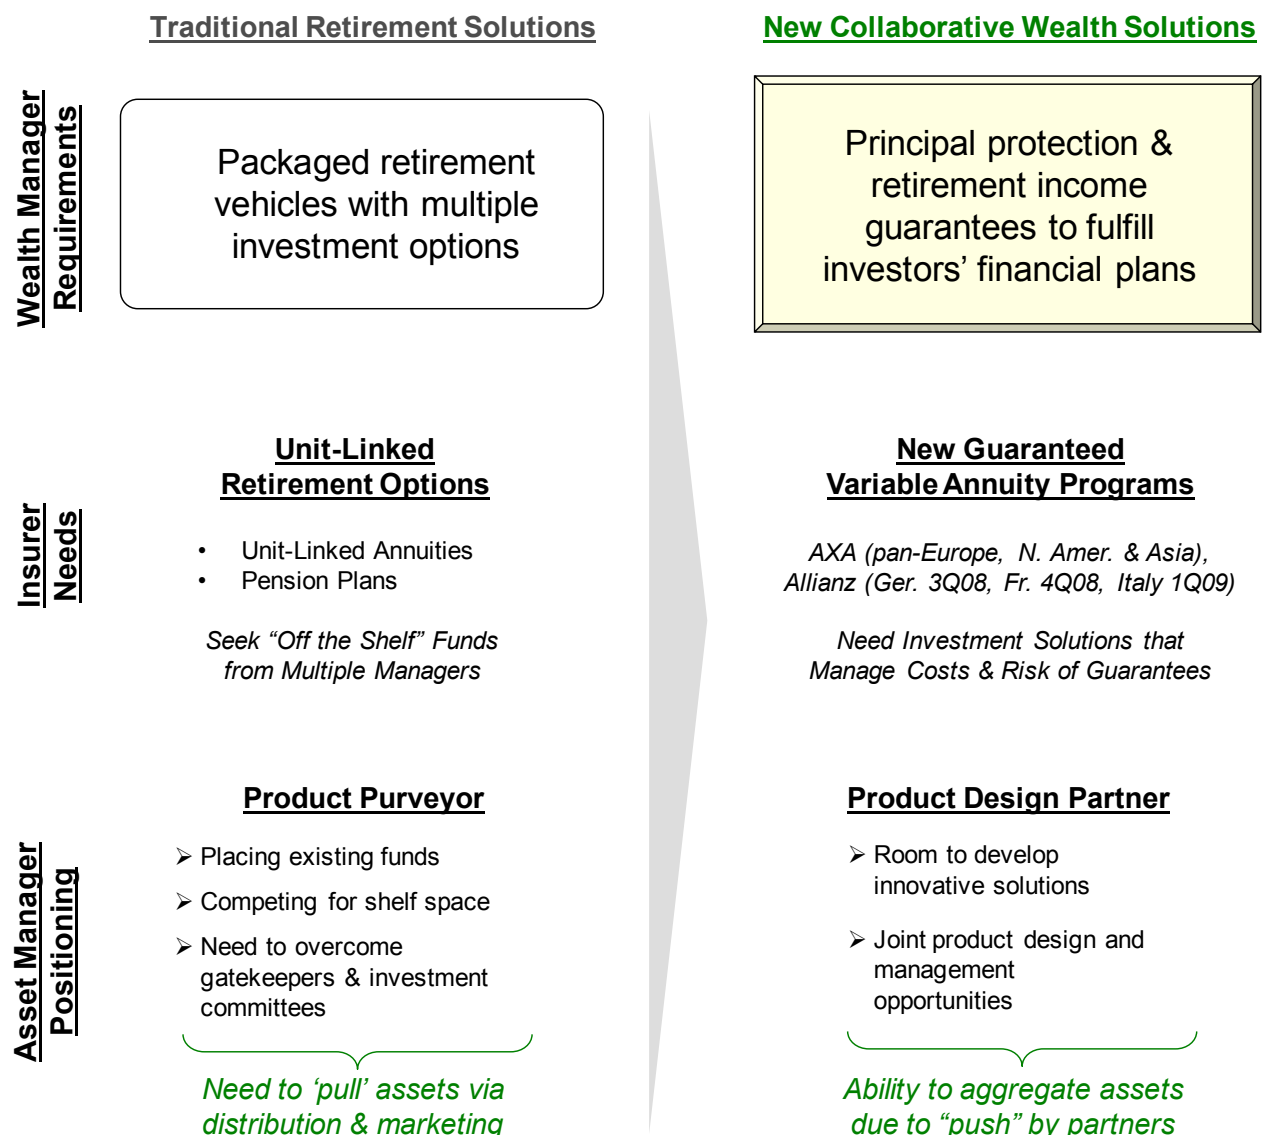 Traditional Retirement Solutions
New Collaborative Wealth Solutions
Wealth Manager
Requirements
Packaged retirement
vehicles with multiple
investment options
Principal protection &
retirement income
guarantees to fulfill
investors’ financial plans
Insurer
Needs
Unit-Linked
Retirement Options
• Unit-Linked Annuities
• Pension Plans
Seek “Off the Shelf” Funds
from Multiple Managers
New Guaranteed
Variable Annuity Programs
AXA (pan-Europe, N. Amer. & Asia),
Allianz (Ger. 3Q08, Fr. 4Q08, Italy 1Q09)
Need Investment Solutions that
Manage Costs & Risk of Guarantees
Asset Manager
Positioning
Product Purveyor
➢ Placing existing funds
➢ Competing for shelf space
➢ Need to overcome
gatekeepers & investment
committees
Need to ‘pull’ assets via
distribution & marketing
Product Design Partner
➢ Room to develop
innovative solutions
➢ Joint product design and
management
opportunities
Ability to aggregate assets
due to “push” by partners